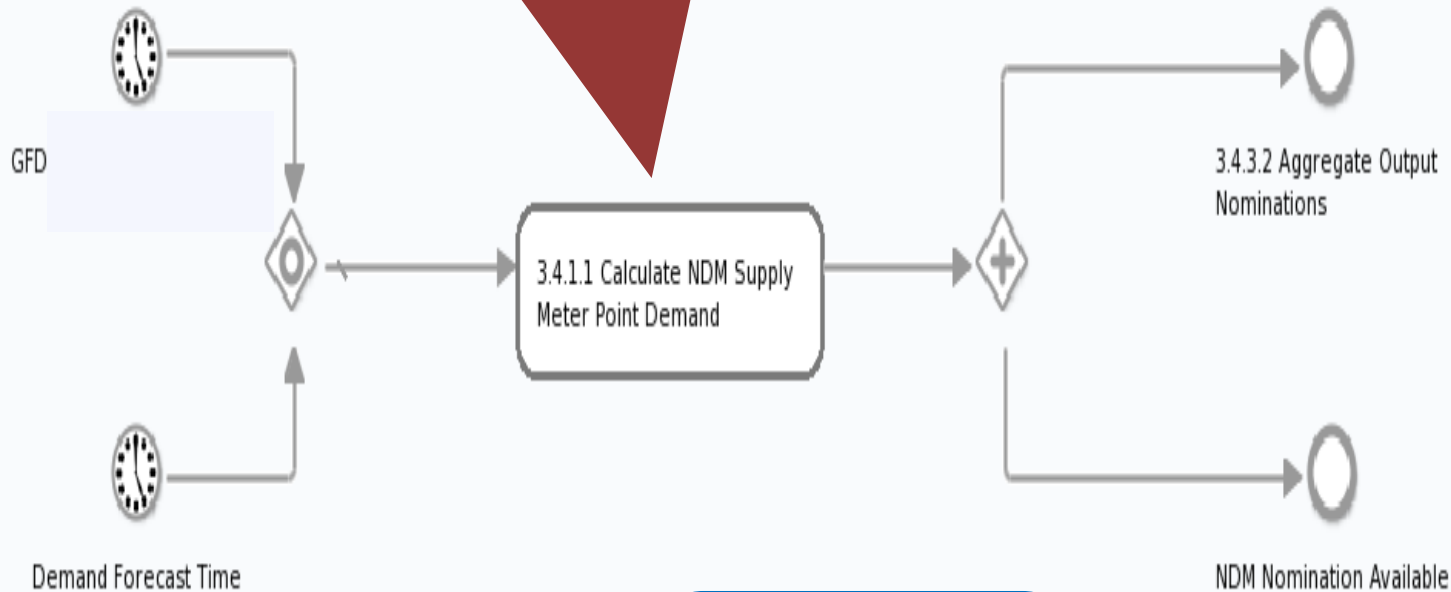 GFD
3.4.3.2 Aggregate Output
Nominations
3.4.1.1 Calculate NDM Supply
Meter Point Demand
Demand Forecast Time
NDM Nomination Available